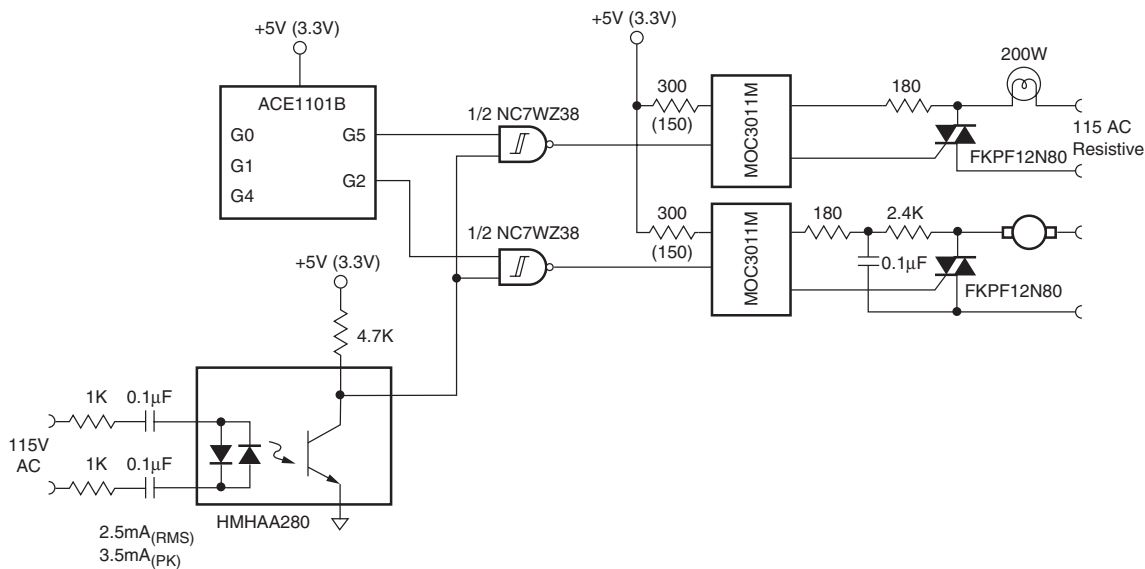 +5V (3.3V)
ACE1101B
G0
G5
G1
G4
G2
1/2 NC7WZ38
1/2 NC7WZ38
+5V (3.3V)
300
(150)
MOC3011M
180
200W
115 AC
Resistive
FKPF12N80
300
(150)
MOC3011M
180
2.4K
0.1μF
FKPF12N80
+5V (3.3V)
4.7K
1K
0.1μF
115V
AC
1K
0.1μF
HMHAA280
2.5mA(RMS)
3.5mA(PK)